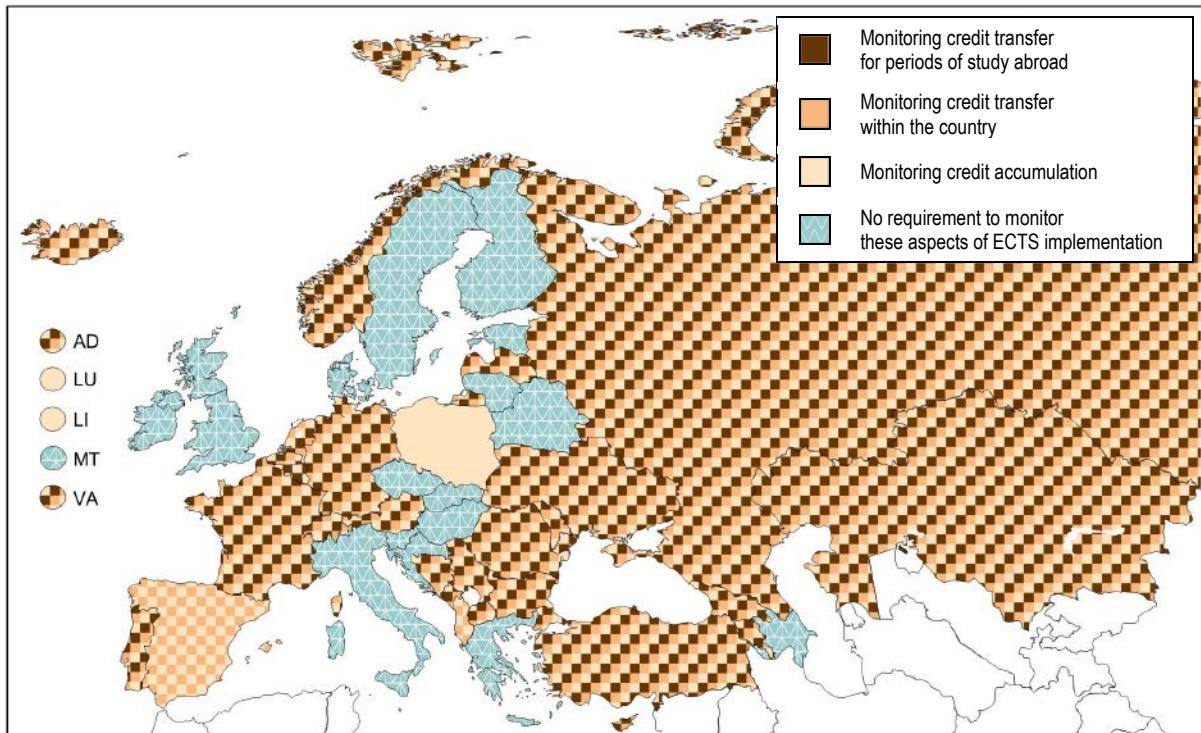 Monitoring credit transfer
for periods of study abroad
Monitoring credit transfer
within the country
Monitoring credit accumulation
No requirement to monitor
these aspects of ECTS implementation
AD
LU
LI
MT
VA